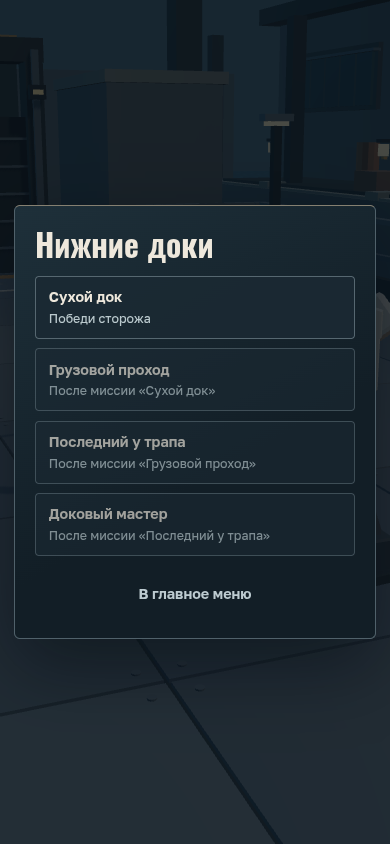 Нижние доки
Сухой док
Победи сторожа
Грузовой проход
После миссии «Сухой док»
Последний у трапа
После миссии «Грузовой проход»
Доковый мастер
После миссии «Последний у трапа»
В главное меню